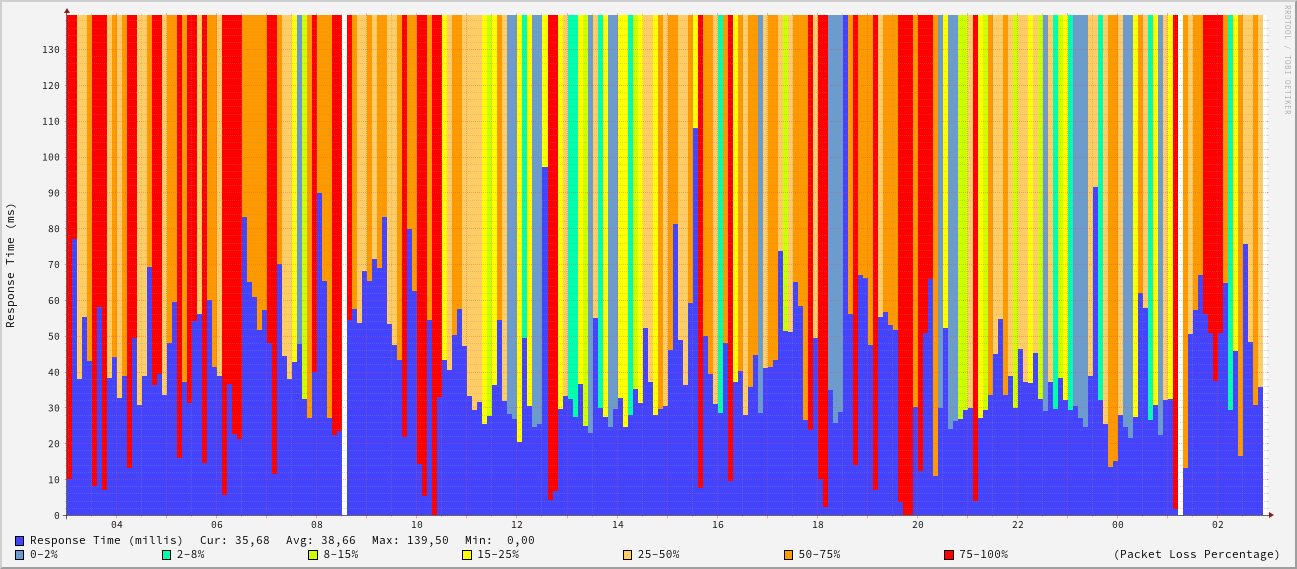 RRDTOOL / TOBI OETIKER
Response Time (ms)
130
120
110
100
90
80
70
60
50
40
30
20
10
0
04 06 08 10 12 14 16 18 20 22 00 02
Response Time (millis) Cur: 35,68 Avg: 38,66 Max: 139,50 Min: 0,00
0-2% 2-8% 8-15% 15-25% 25-50% 50-75% 75-100% (Packet Loss Percentage)